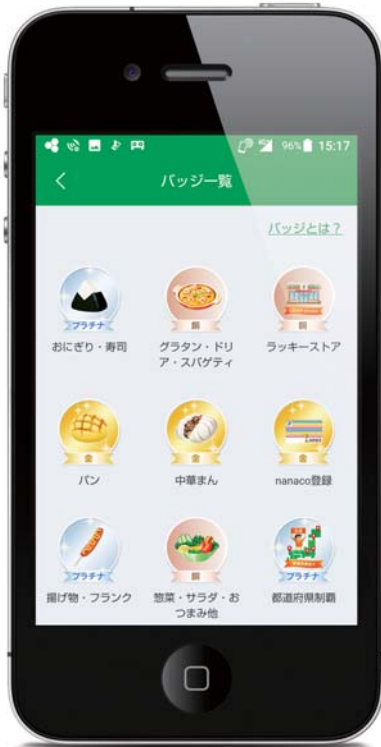 96% 15:17
バッジ一覧
バッジとは?
プラチナ
銅
銅
おにぎり・寿司
グラタン・ドリ
ア・スパゲティ
ラッキーストア
金
金
金
パン
中華まん
nanaco登録
プラチナ
銅
プラチナ
揚げ物・フランク
惣菜・サラダ・お
つまみ他
都道府県制覇